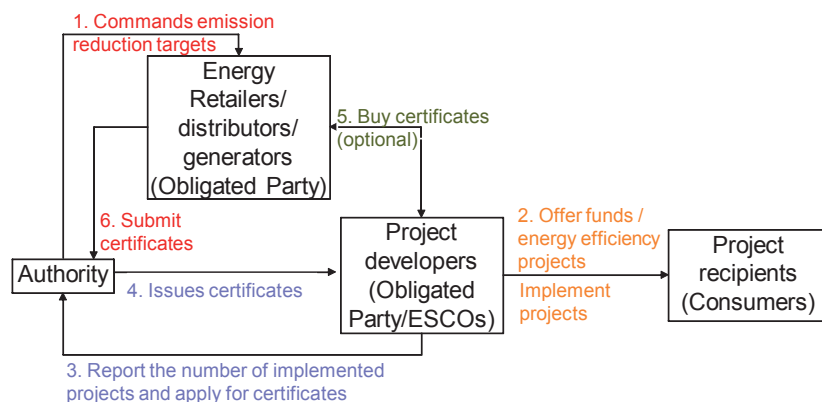 1. Commands emission
reduction targets
Energy
Retailers/
distributors/
generators
(Obligated Party)
5. Buy certificates
(optional)
6. Submit
certificates
Authority
4. Issues certificates
Project
developers
(Obligated
Party/ESCOs)
2. Offer funds /
energy efficiency
projects
Implement
projects
Project
recipients
(Consumers)
3. Report the number of implemented
projects and apply for certificates